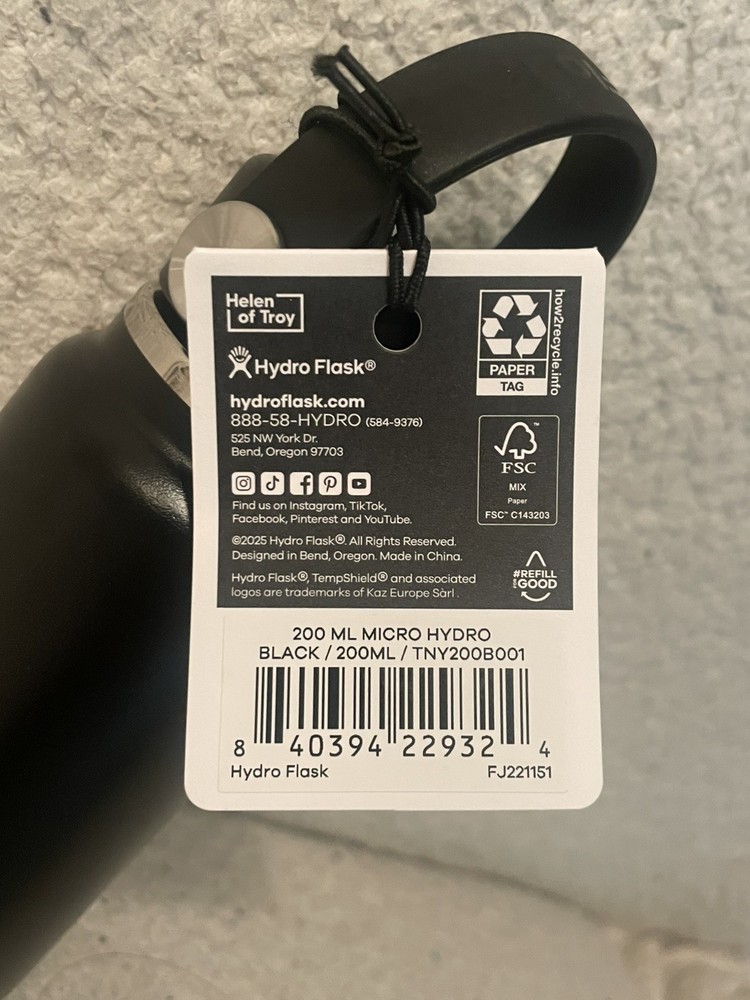 Helen
of Troy
Hydro Flask®
hydroflask.com
888-58-HYDRO (584-9376)
525 NW York Dr.
Bend, Oregon 97703
Find us on Instagram, TikTok,
Facebook, Pinterest and YouTube.
©2025 Hydro Flask®. All Rights Reserved.
Designed in Bend, Oregon. Made in China.
Hydro Flask®, TempShield® and associated
logos are trademarks of Kaz Europe Sàrl .
how2recycle.info
PAPER
TAG
™
FSC
MIX
Paper
FSC™ C143203
#REFILL
FOR GOOD
200 ML MICRO HYDRO
BLACK / 200ML / TNY200B001
8 40394 22932 4
Hydro Flask FJ221151